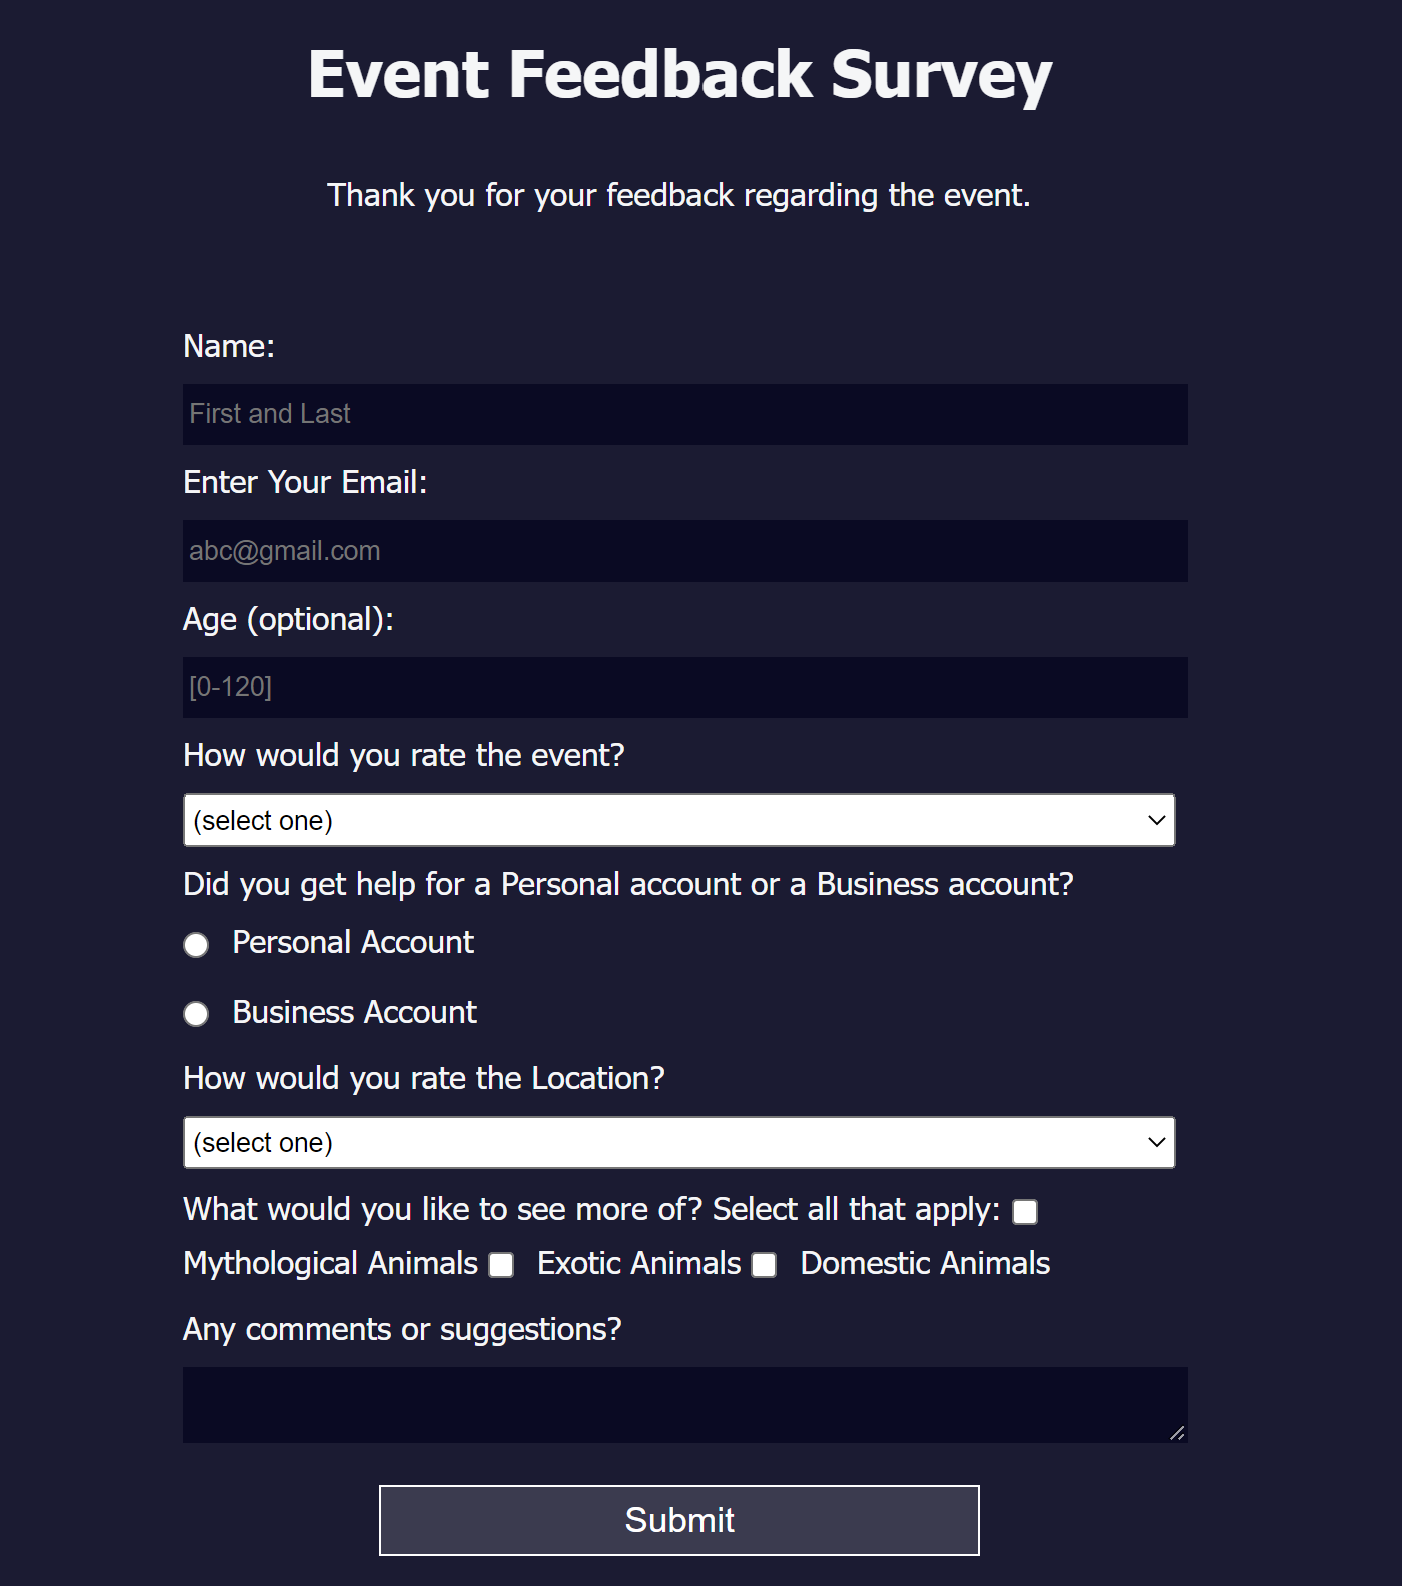 Event Feedback Survey
Thank you for your feedback regarding the event.
Name:
First and Last
Enter Your Email:
abc@gmail.com
Age (optional):
[0-120]
How would you rate the event?
(select one)
Did you get help for a Personal account or a Business account?
Personal Account
Business Account
How would you rate the Location?
(select one)
What would you like to see more of? Select all that apply:
Mythological Animals Exotic Animals Domestic Animals
Any comments or suggestions?
Submit